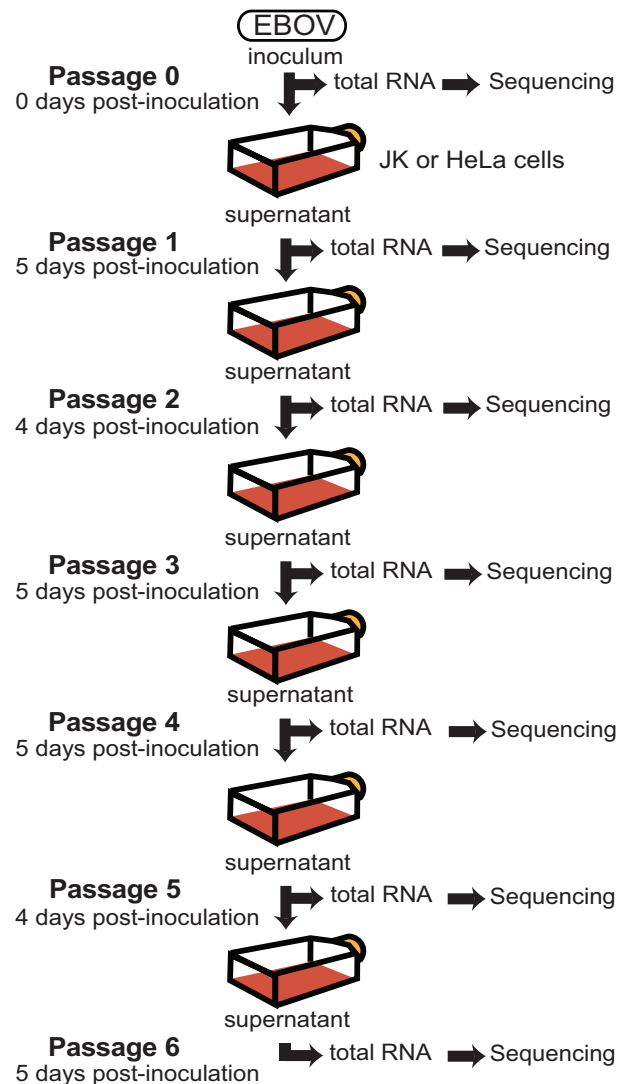 EBOV
inoculum
Passage 0
0 days post-inoculation
total RNA
Sequencing
JK or HeLa cells
supernatant
Passage 1
5 days post-inoculation
total RNA
Sequencing
supernatant
Passage 2
4 days post-inoculation
total RNA
Sequencing
supernatant
Passage 3
5 days post-inoculation
total RNA
Sequencing
supernatant
Passage 4
5 days post-inoculation
total RNA
Sequencing
supernatant
Passage 5
4 days post-inoculation
total RNA
Sequencing
supernatant
Passage 6
5 days post-inoculation
total RNA
Sequencing